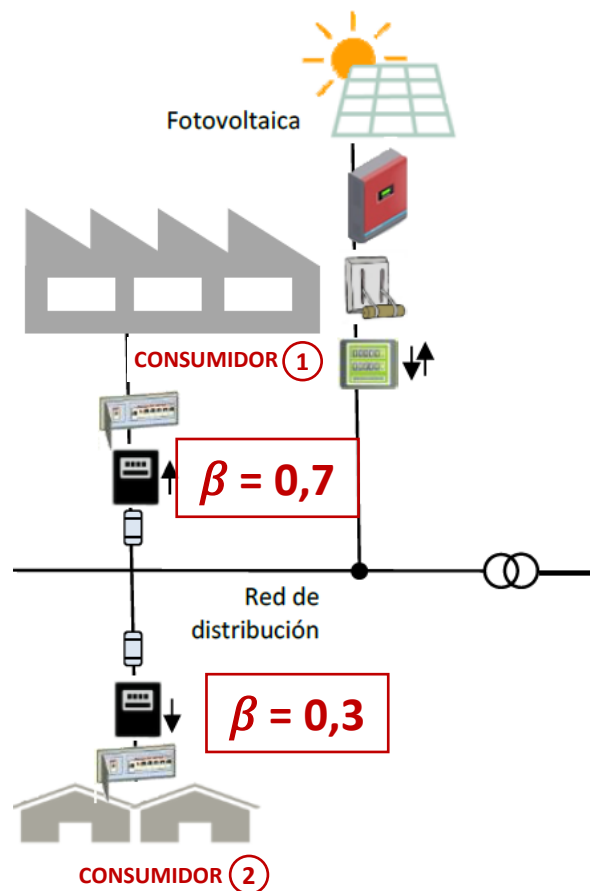 Fotovoltaica
CONSUMIDOR 1
β = 0,7
Red de
distribución
β = 0,3
CONSUMIDOR 2